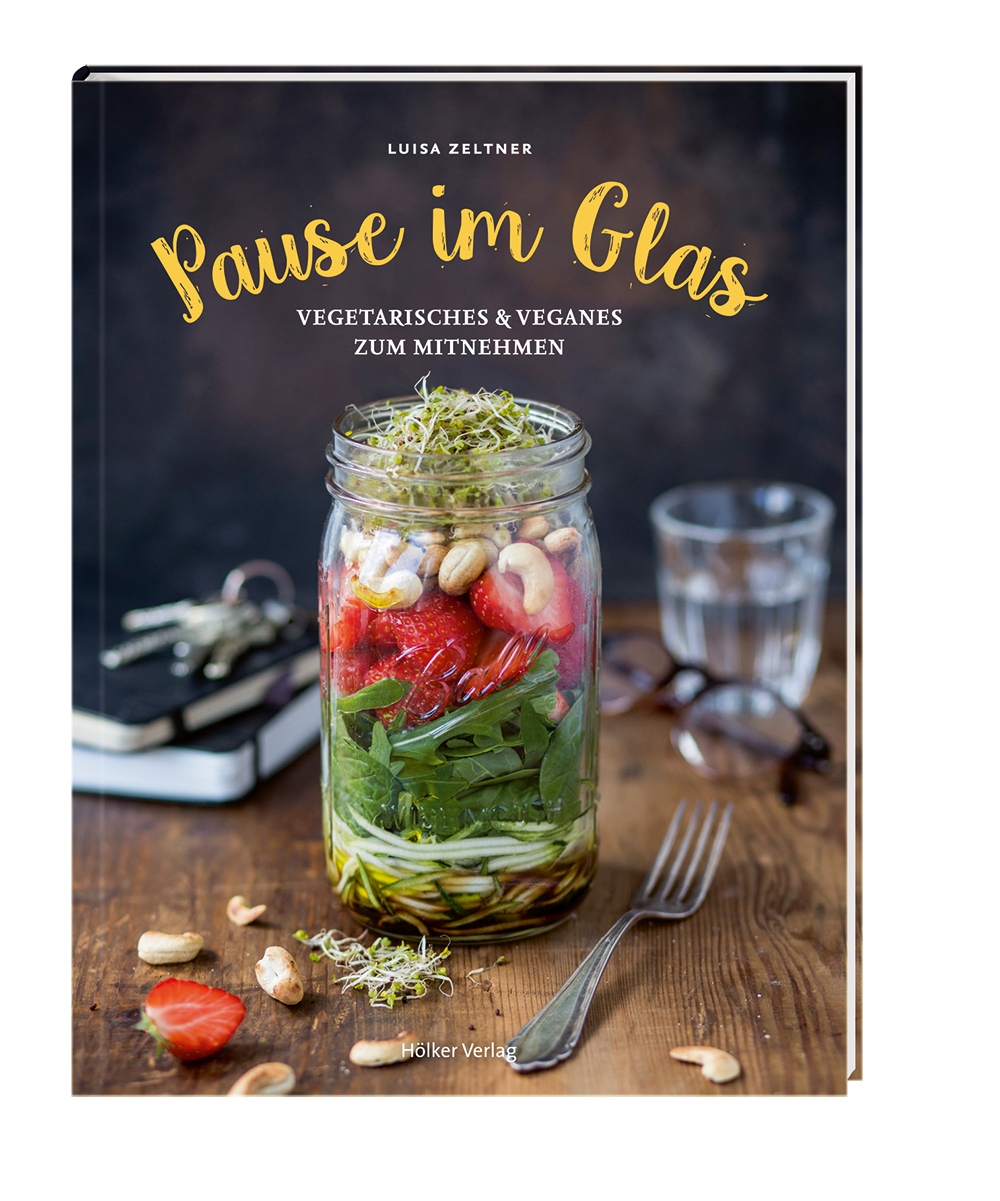 LUISA ZELTNER
Pause im Glas
VEGETARISCHES & VEGANES
ZUM MITNEHMEN
Hölker Verlag